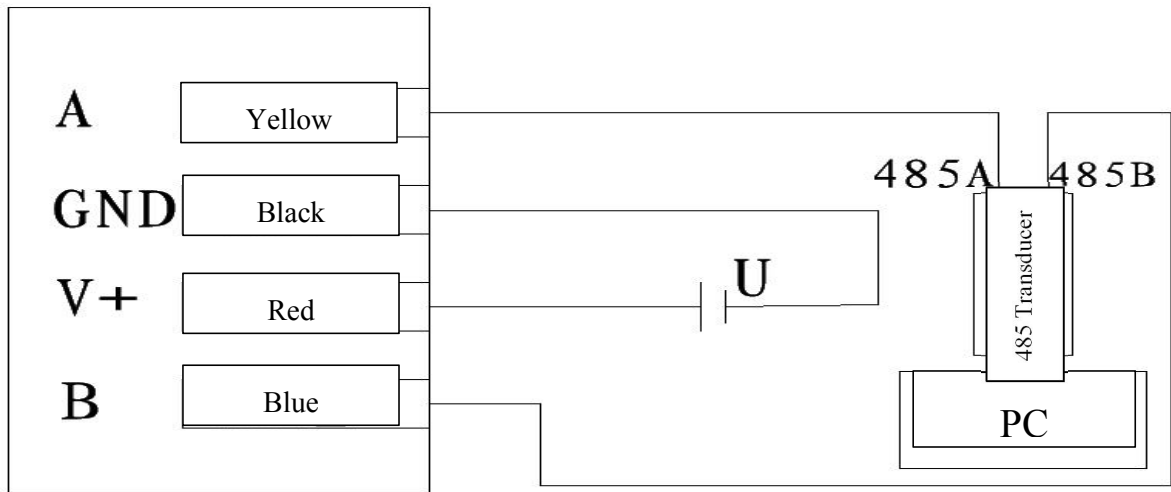 A Yellow
GND Black
V+ Red
B Blue
U
485A 485B
485 Transducer
PC